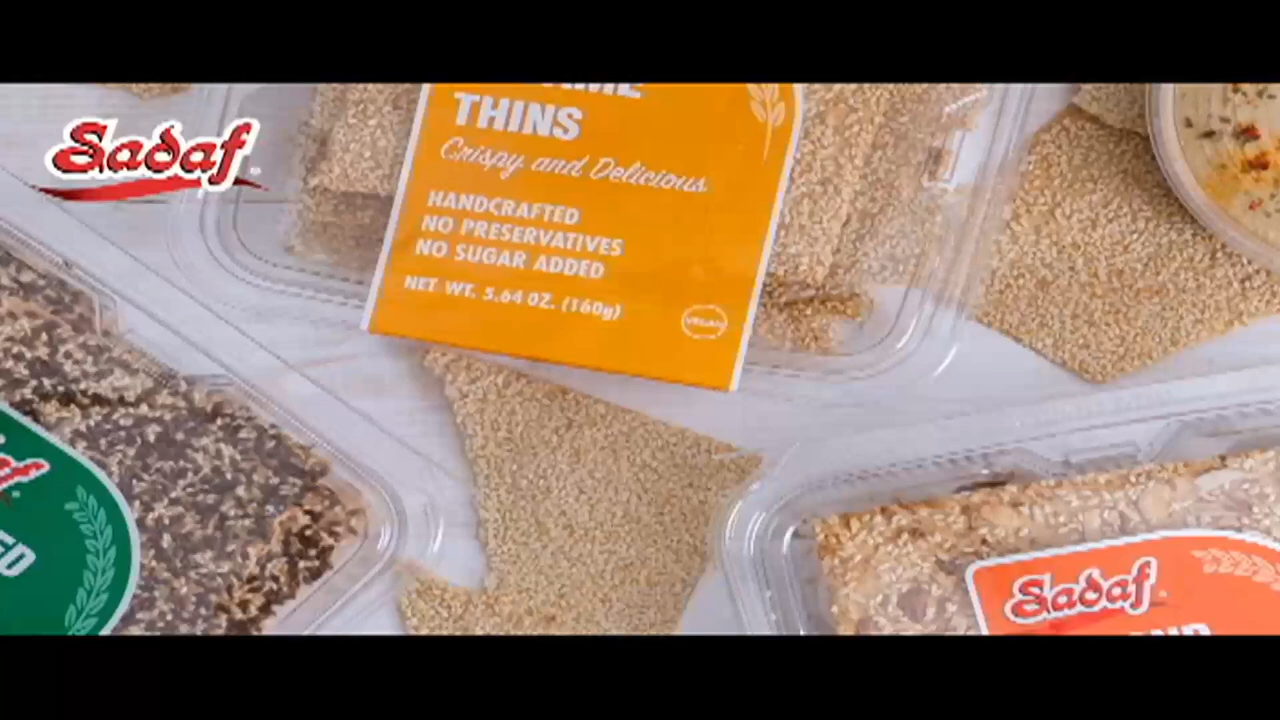 Sadaf
THINS
Crispy and Delicious
HANDCRAFTED
NO PRESERVATIVES
NO SUGAR ADDED
NET WT. 5.64 OZ. (160g)
VEGAN
Sadaf